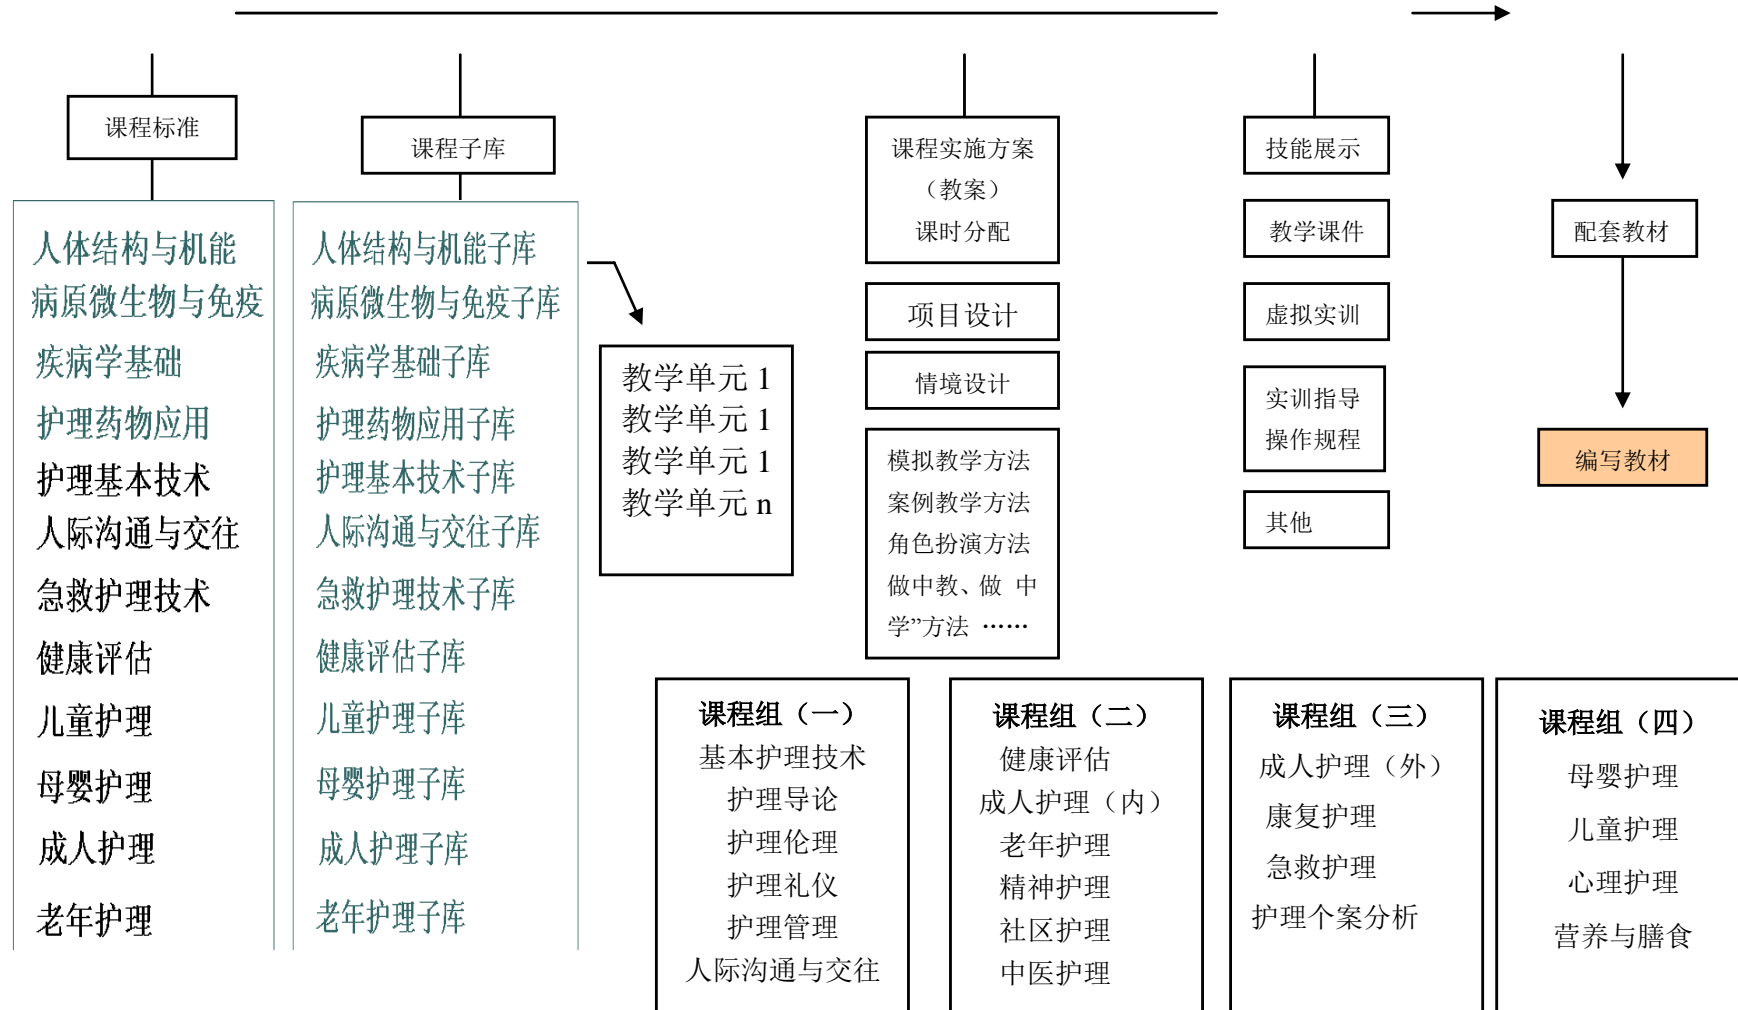 课程标准
人体结构与机能
病原微生物与免疫
疾病学基础
护理药物应用
护理基本技术
人际沟通与交往
急救护理技术
健康评估
儿童护理
母婴护理
成人护理
老年护理
课程子库
人体结构与机能子库
病原微生物与免疫子库
疾病学基础子库
护理药物应用子库
护理基本技术子库
人际沟通与交往子库
急救护理技术子库
健康评估子库
儿童护理子库
母婴护理子库
成人护理子库
老年护理子库
教学单元 1
教学单元 1
教学单元 1
教学单元 n
课程实施方案
（教案）
课时分配
项目设计
情境设计
模拟教学方法
案例教学方法
角色扮演方法
做中教、做 中
学”方法 ……
技能展示
教学课件
虚拟实训
实训指导
操作规程
其他
配套教材
编写教材
课程组（一）
基本护理技术
护理导论
护理伦理
护理礼仪
护理管理
人际沟通与交往
课程组（二）
健康评估
成人护理（内）
老年护理
精神护理
社区护理
中医护理
课程组（三）
成人护理（外）
康复护理
急救护理
护理个案分析
课程组（四）
母婴护理
儿童护理
心理护理
营养与膳食